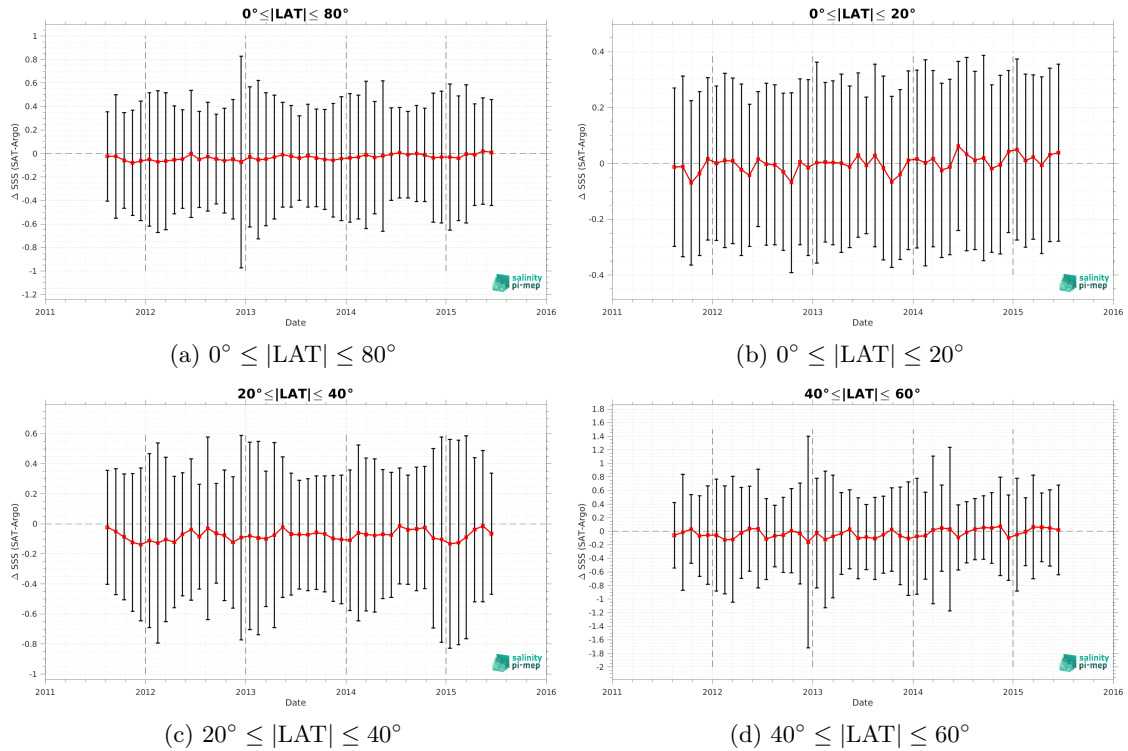 0°≤|LAT|≤ 80°
1
0.8
0.6
0.4
0.2
0
-0.2
-0.4
-0.6
-0.8
-1
-1.2
Δ SSS (SAT-Argo)
2011
2012
2013
2014
2015
2016
Date
salinity
pi-mep
(a) 0° ≤ |LAT| ≤ 80°
0°≤|LAT|≤ 20°
0.4
0.2
0
-0.2
-0.4
Δ SSS (SAT-Argo)
2011
2012
2013
2014
2015
2016
Date
salinity
pi-mep
(b) 0° ≤ |LAT| ≤ 20°
20°≤|LAT|≤ 40°
0.6
0.4
0.2
0
-0.2
-0.4
-0.6
-0.8
-1
Δ SSS (SAT-Argo)
2011
2012
2013
2014
2015
2016
Date
salinity
pi-mep
(c) 20° ≤ |LAT| ≤ 40°
40°≤|LAT|≤ 60°
1.8
1.6
1.4
1.2
1
0.8
0.6
0.4
0.2
0
-0.2
-0.4
-0.6
-0.8
-1
-1.2
-1.4
-1.6
-1.8
-2
Δ SSS (SAT-Argo)
2011
2012
2013
2014
2015
2016
Date
salinity
pi-mep
(d) 40° ≤ |LAT| ≤ 60°